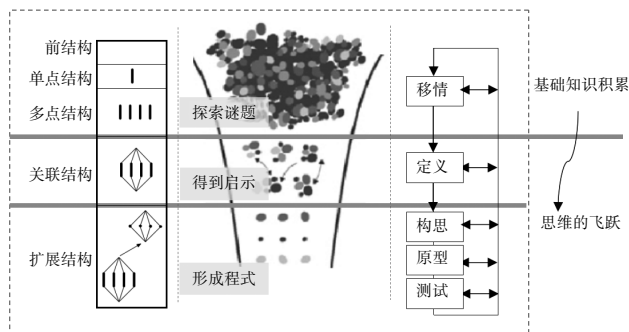 前结构
单点结构
多点结构
关联结构
扩展结构
探索谜题
得到启示
形成程式
移情
定义
构思
原型
测试
基础知识积累
思维的飞跃